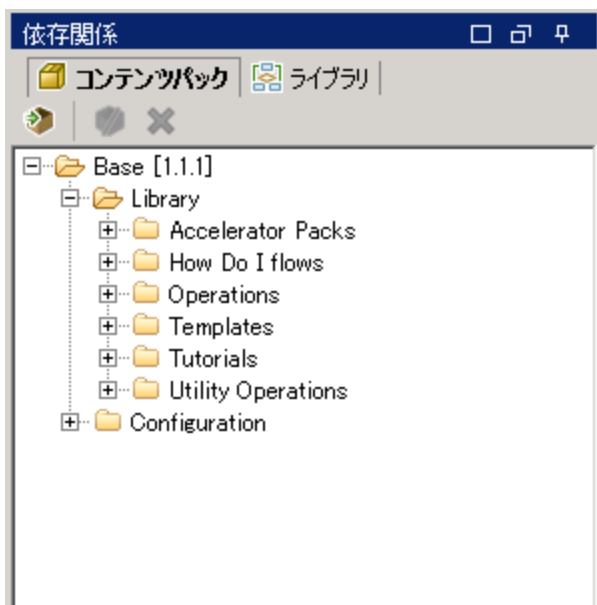 依存関係
コンテンツパック ライブラリ
Base [1.1.1]
Library
Accelerator Packs
How Do I flows
Operations
Templates
Tutorials
Utility Operations
Configuration